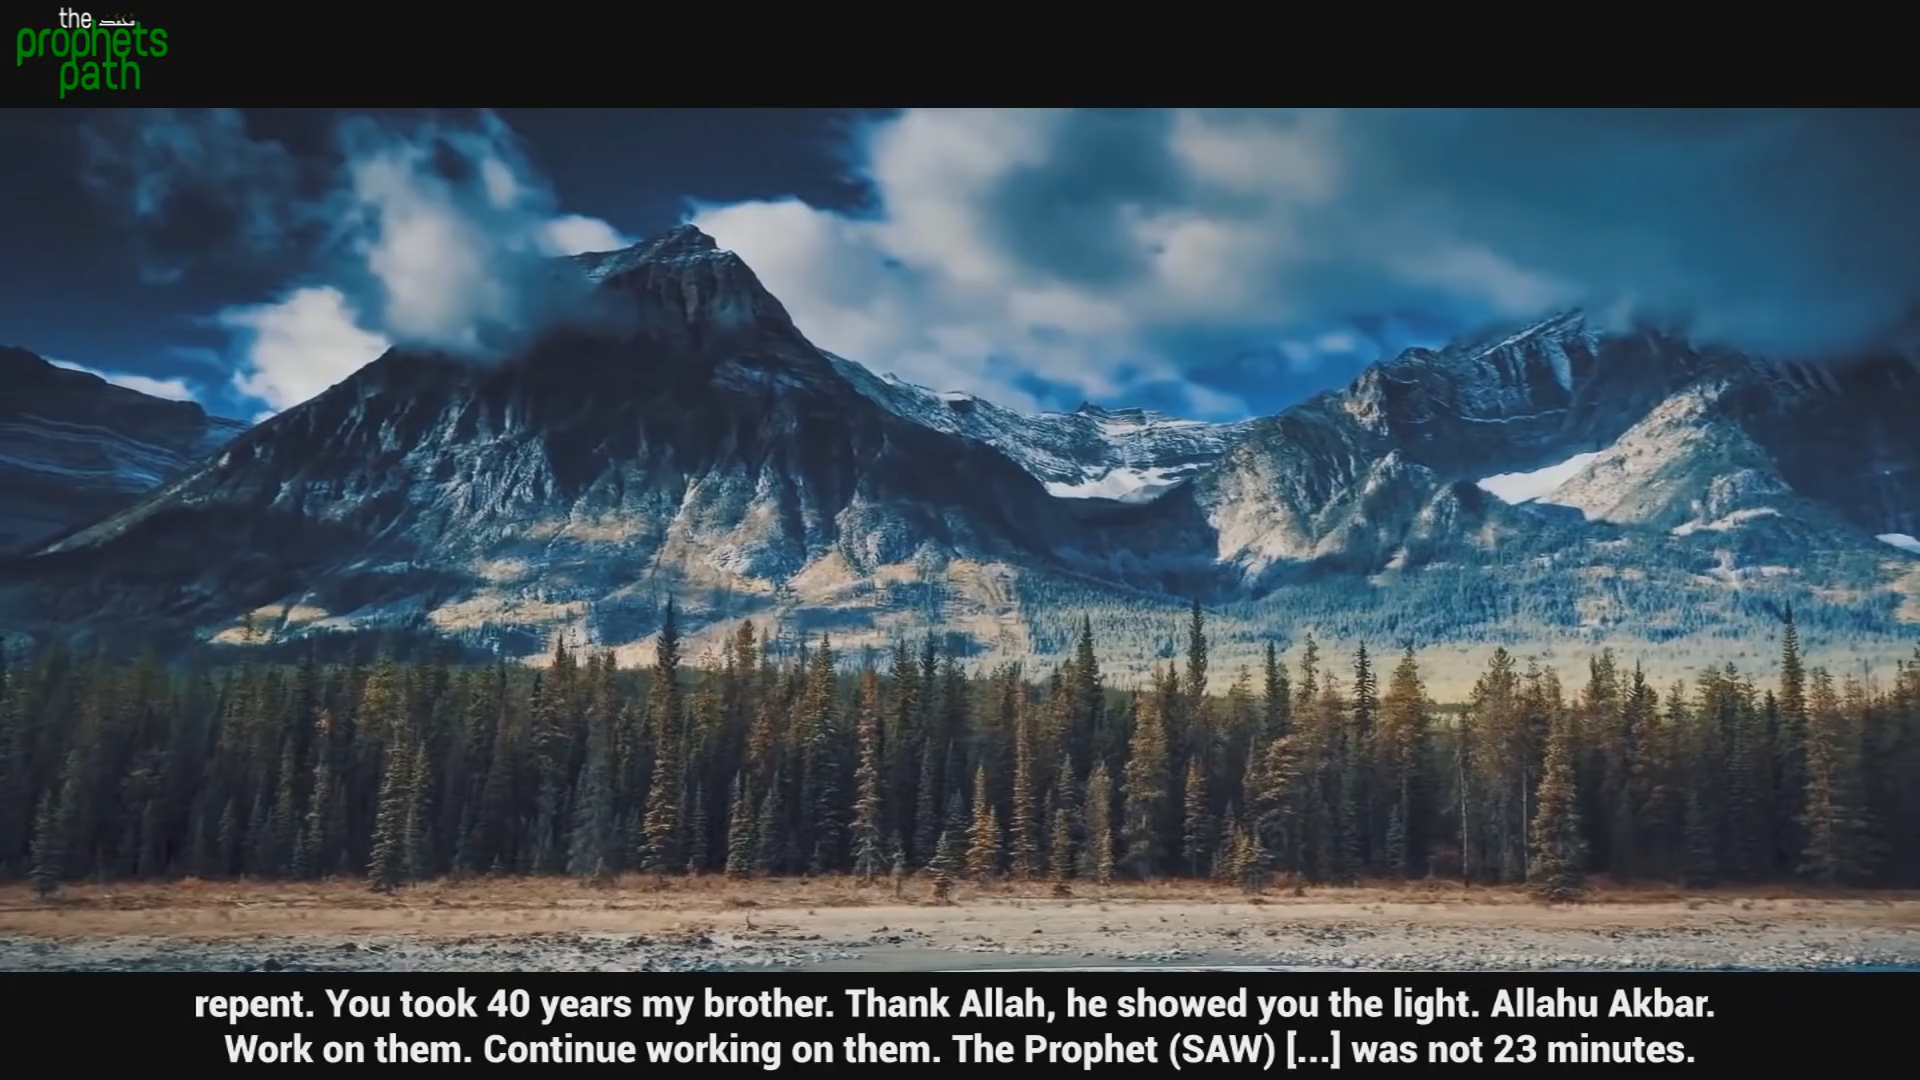 the
prophets
path
repent. You took 40 years my brother. Thank Allah, he showed you the light. Allahu Akbar.
Work on them. Continue working on them. The Prophet (SAW) [...] was not 23 minutes.